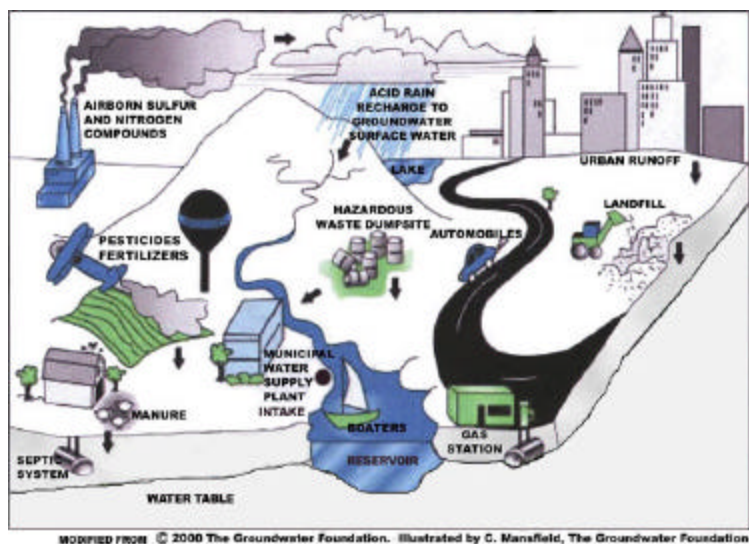 AIRBORN SULFUR
AND NITROGEN
COMPOUNDS
ACID RAIN
RECHARGE TO
GROUNDWATER
SURFACE WATER
LAKE
URBAN RUNOFF
LANDFILL
HAZARDOUS
WASTE DUMPSITE
AUTOMOBILES
PESTICIDES
FERTILIZERS
MUNICIPAL
WATER
SUPPLY
PLANT
INTAKE
MANURE
BOATERS
GAS
STATION
SEPTIC
SYSTEM
RESERVOIR
WATER TABLE
MODIFIED FROM © 2000 The Groundwater Foundation. Illustrated by C. Mansfield, The Groundwater Foundation